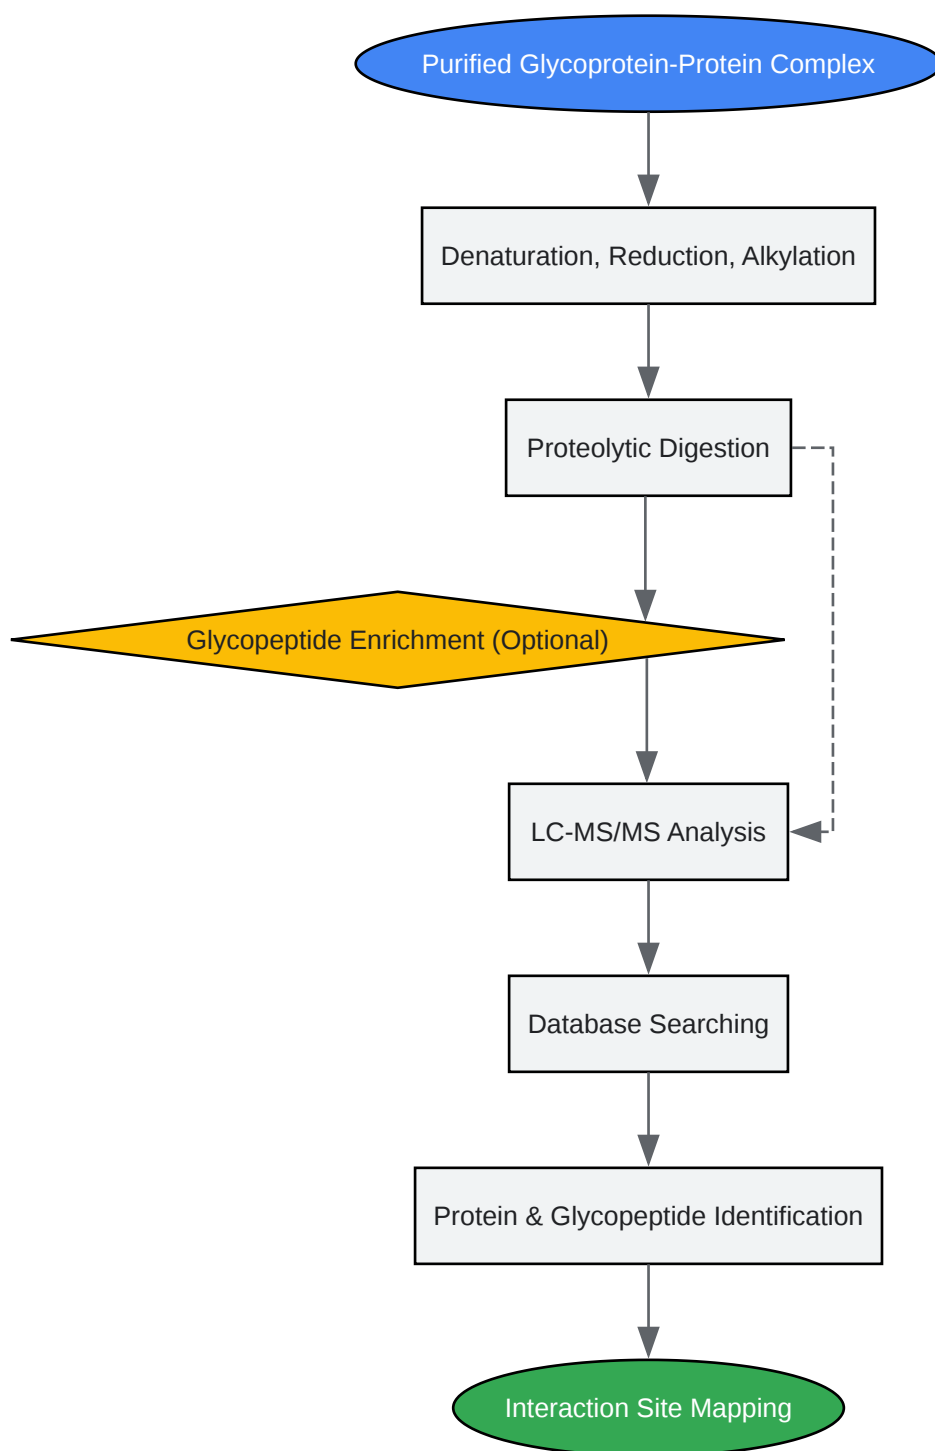 Purified Glycoprotein-Protein Complex
Denaturation, Reduction, Alkylation
Proteolytic Digestion
Glycopeptide Enrichment (Optional)
LC-MS/MS Analysis
Database Searching
Protein & Glycopeptide Identification
Interaction Site Mapping